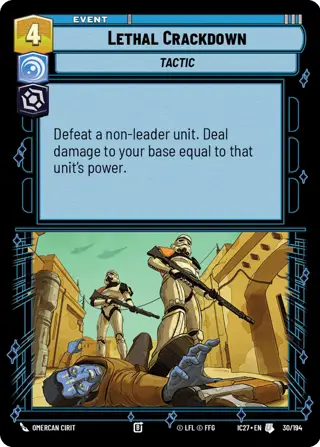 EVENT
4
LETHAL CRACKDOWN
TACTIC
Defeat a non-leader unit. Deal
damage to your base equal to that
unit's power.
OMERCAN CIRIT
© LFL © FFG
IC27 • EN
30/194